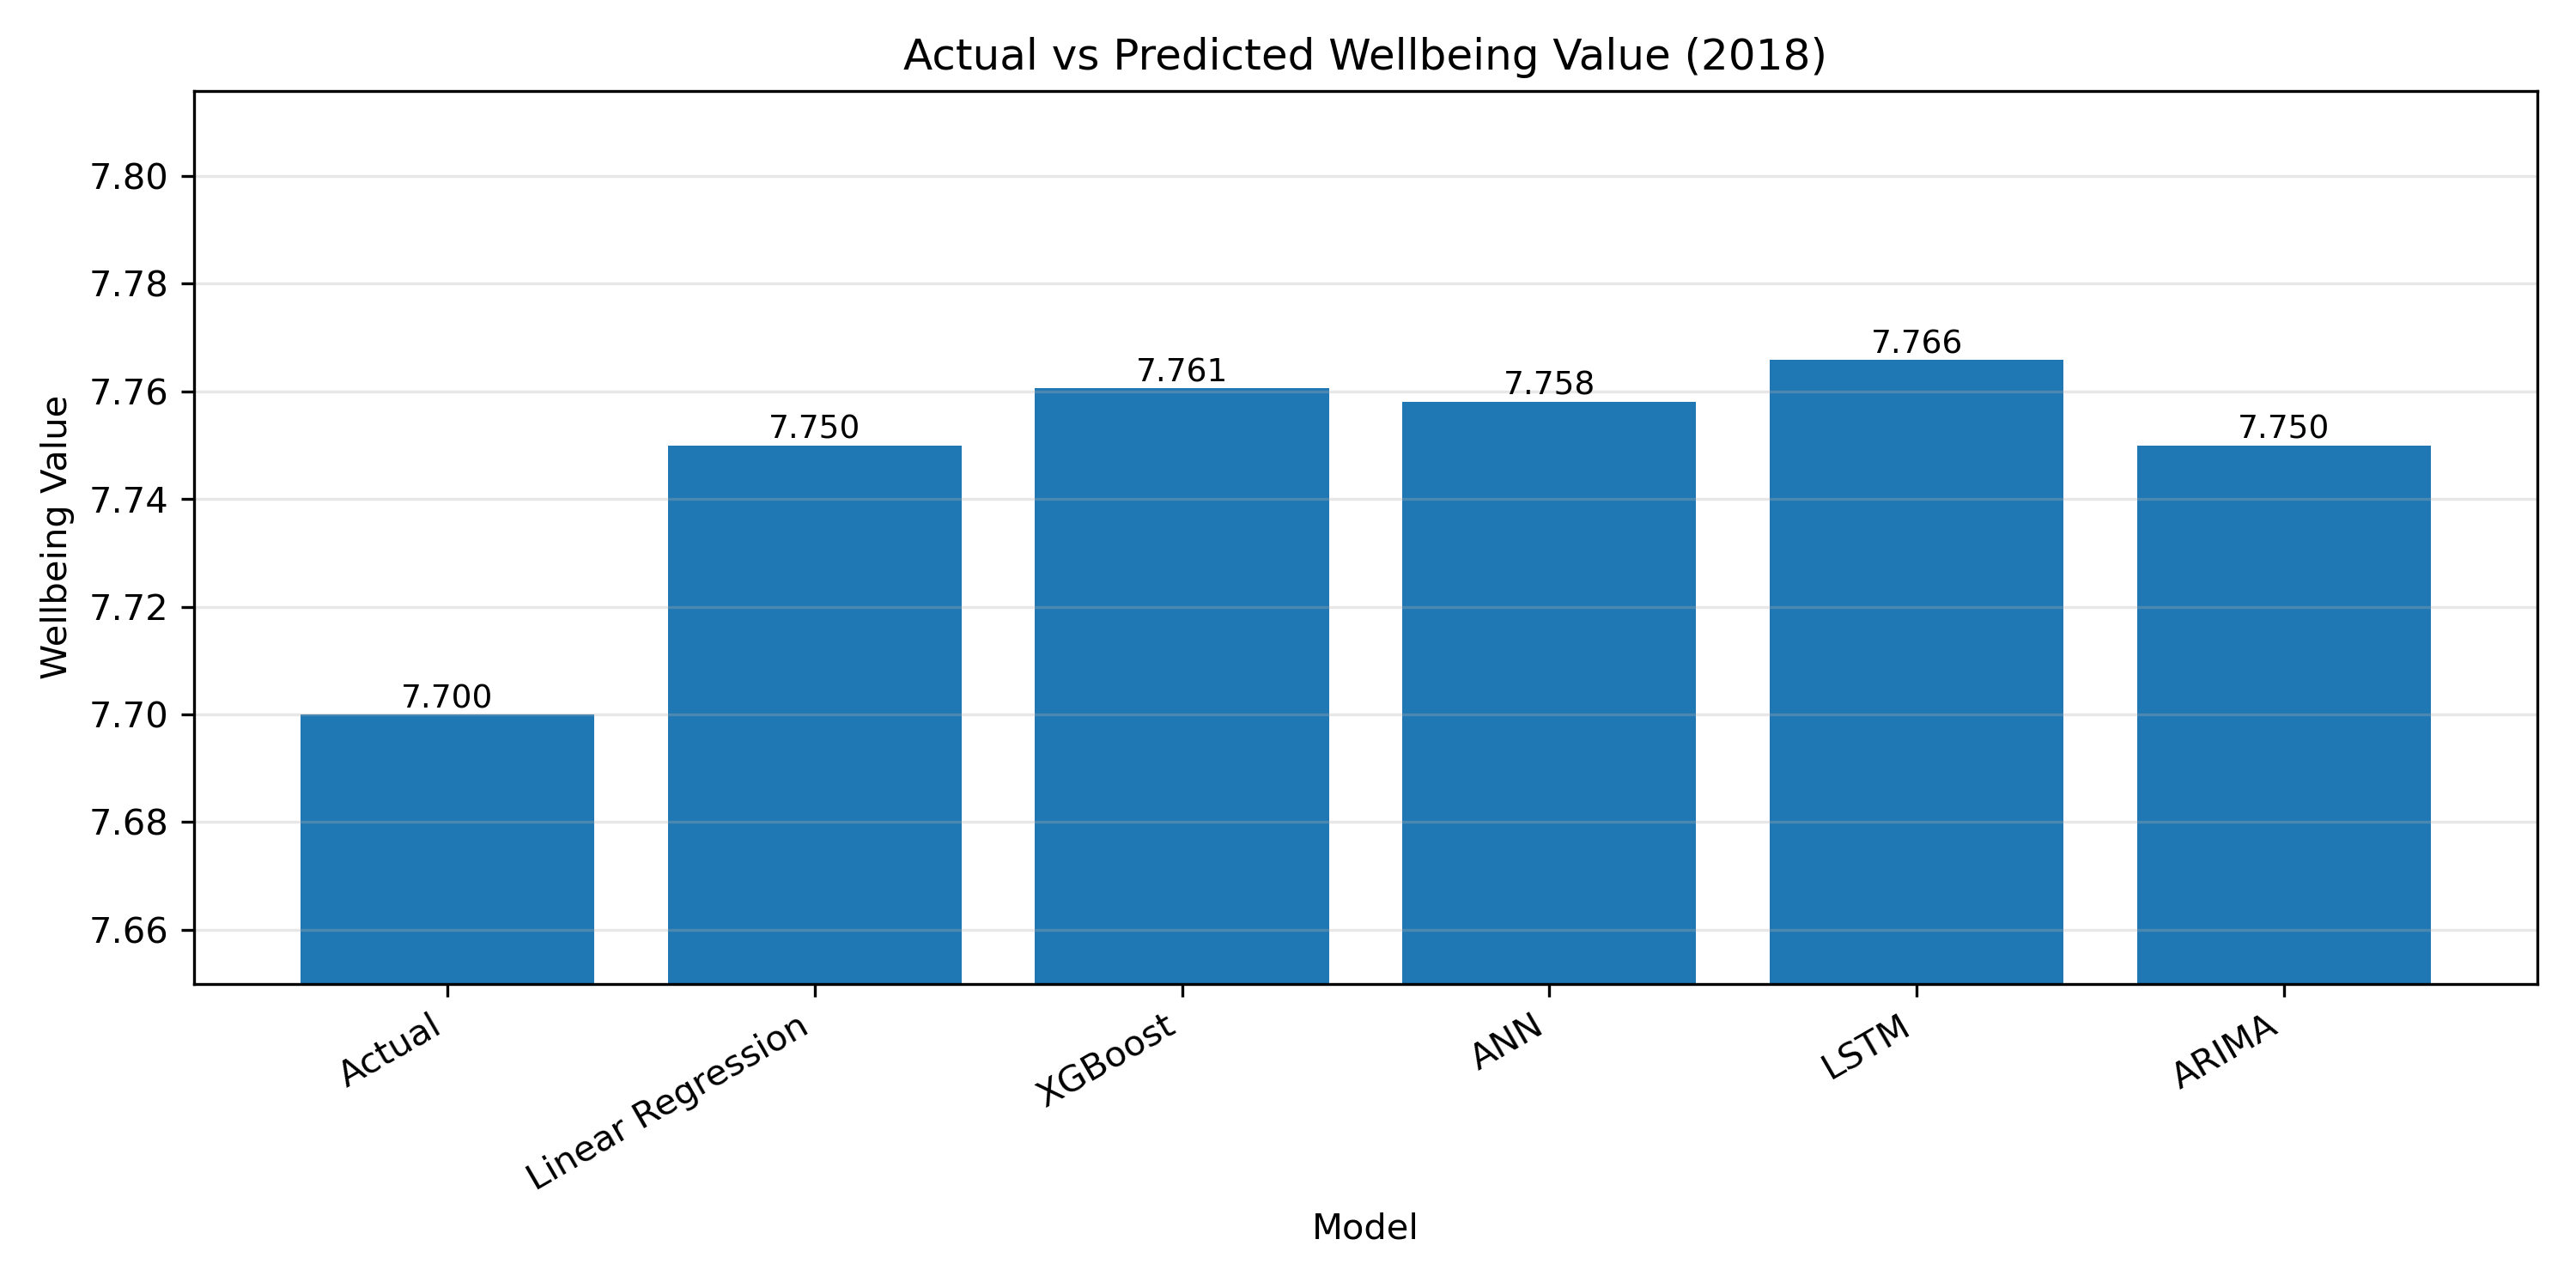 Actual vs Predicted Wellbeing Value (2018)
Wellbeing Value
7.80
7.78
7.76
7.74
7.72
7.70
7.68
7.66
7.700
7.750
7.761
7.758
7.766
7.750
Actual
Linear Regression
XGBoost
ANN
LSTM
ARIMA
Model